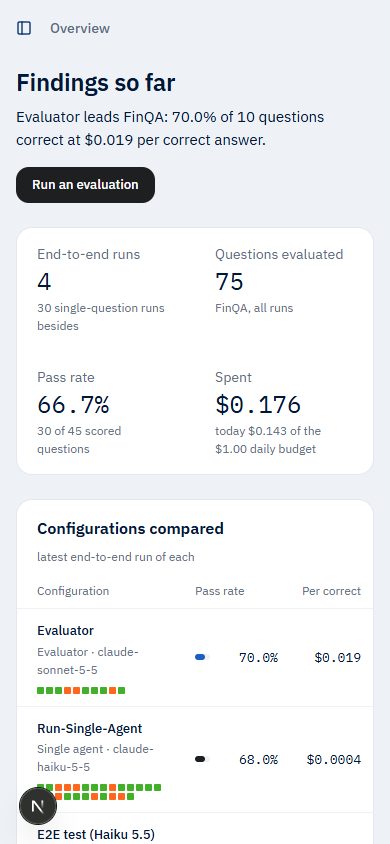 Overview
Findings so far
Evaluator leads FinQA: 70.0% of 10 questions
correct at $0.019 per correct answer.
Run an evaluation
End-to-end runs
4
30 single-question runs
besides
Questions evaluated
75
FinQA, all runs
Pass rate
66.7%
30 of 45 scored
questions
Spent
$0.176
today $0.143 of the
$1.00 daily budget
Configurations compared
latest end-to-end run of each
Configuration Pass rate Per correct
Evaluator
Evaluator · claude-
sonnet-5-5
70.0% $0.019
Run-Single-Agent
Single agent · claude-
haiku-5-5
68.0% $0.0004
N
E2E test (Haiku 5.5)